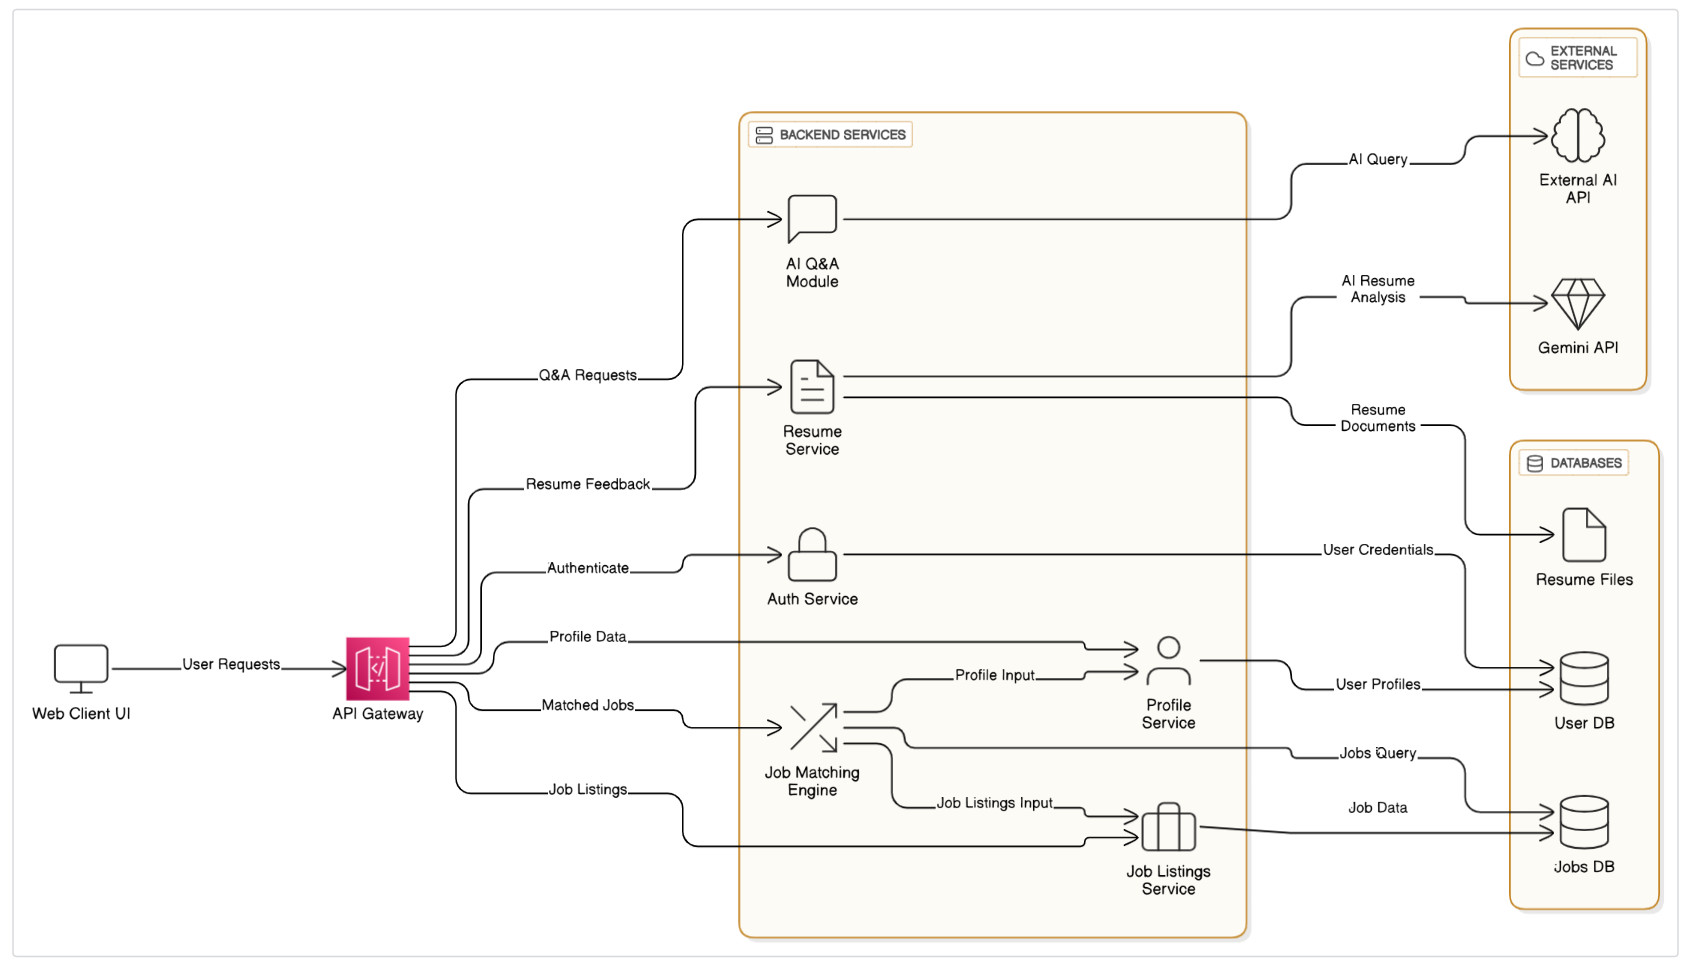 EXTERNAL
SERVICES
External AI
API
Gemini API
BACKEND SERVICES
AI Query
AI Q&A
Module
AI Resume
Analysis
Q&A Requests
Resume
Documents
Resume
Service
DATABASES
Resume Feedback
User Credentials
Authenticate
Resume Files
Auth Service
Profile Data
User Requests
Profile Input
User Profiles
Web Client UI
API Gateway
Matched Jobs
Profile
Service
User DB
Jobs Query
Job Matching
Engine
Job Listings
Job Listings Input
Job Data
Job Listings
Service
Jobs DB